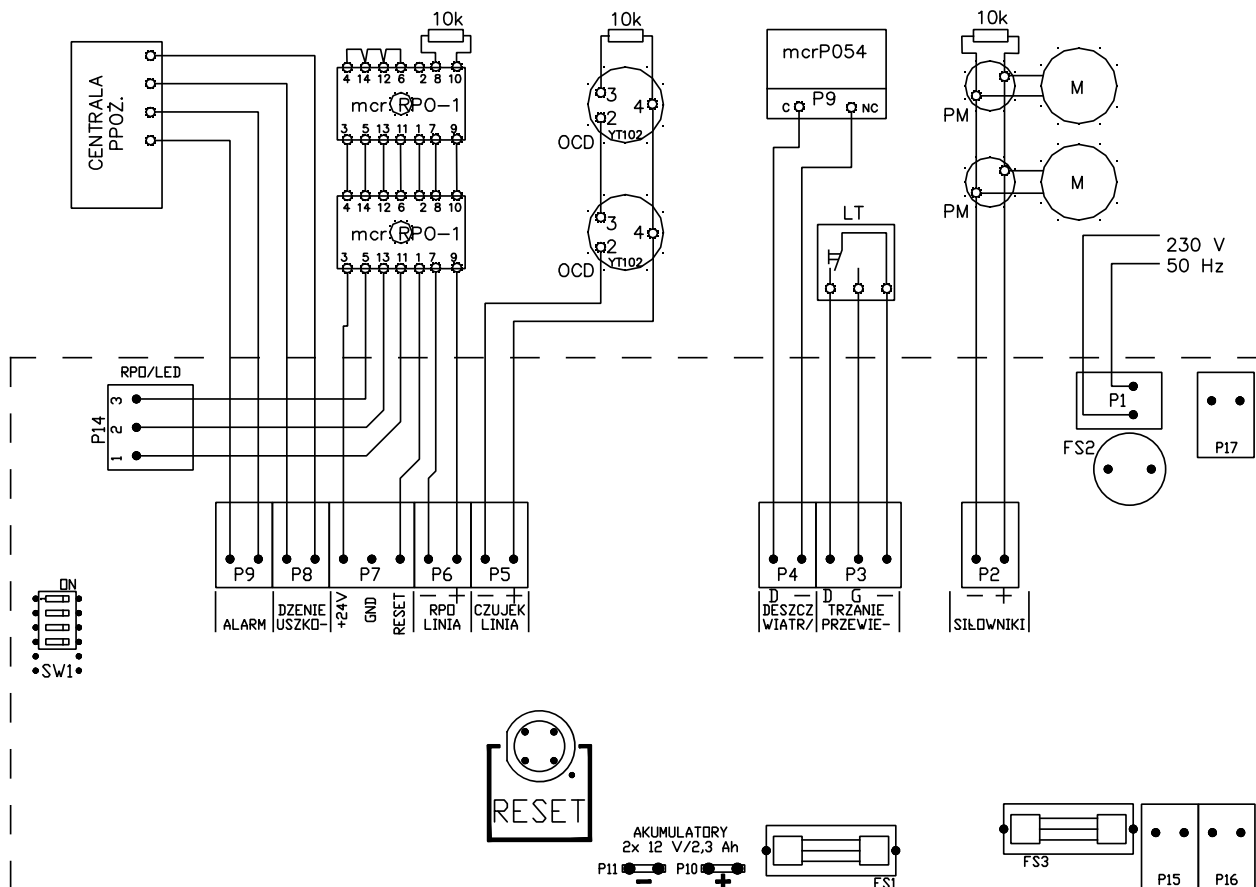 10k
10k
10k
CENTRALA
PPOŻ.
4 14 12 6 2 8 10
mcr RPO-1
3 5 13 11 1 7 9
4 14 12 6 2 8 10
mcr RPO-1
3 5 13 11 1 7 9
3
2
4
YT102
OCD
3
2
4
YT102
OCD
mcrP054
P9
C
NC
LT
M
PM
M
PM
230 V
50 Hz
RPO/LED
P14
3
2
1
P1
FS2
P17
P9
P8
P7
P6
P5
P4
P3
P2
ALARM
DZENIE
USZKO-
+24V
GND
RESET
- +
RPO
LINIA
- +
CZUJEK
LINIA
D -
DESZCZ
WIATR/
D G -
TRZANIE
PRZEWIE-
- +
SIŁOWNIKI
ON
SW1
RESET
AKUMULATORY
2x 12 V/2,3 Ah
P11
P10
- +
FS1
FS3
P15
P16